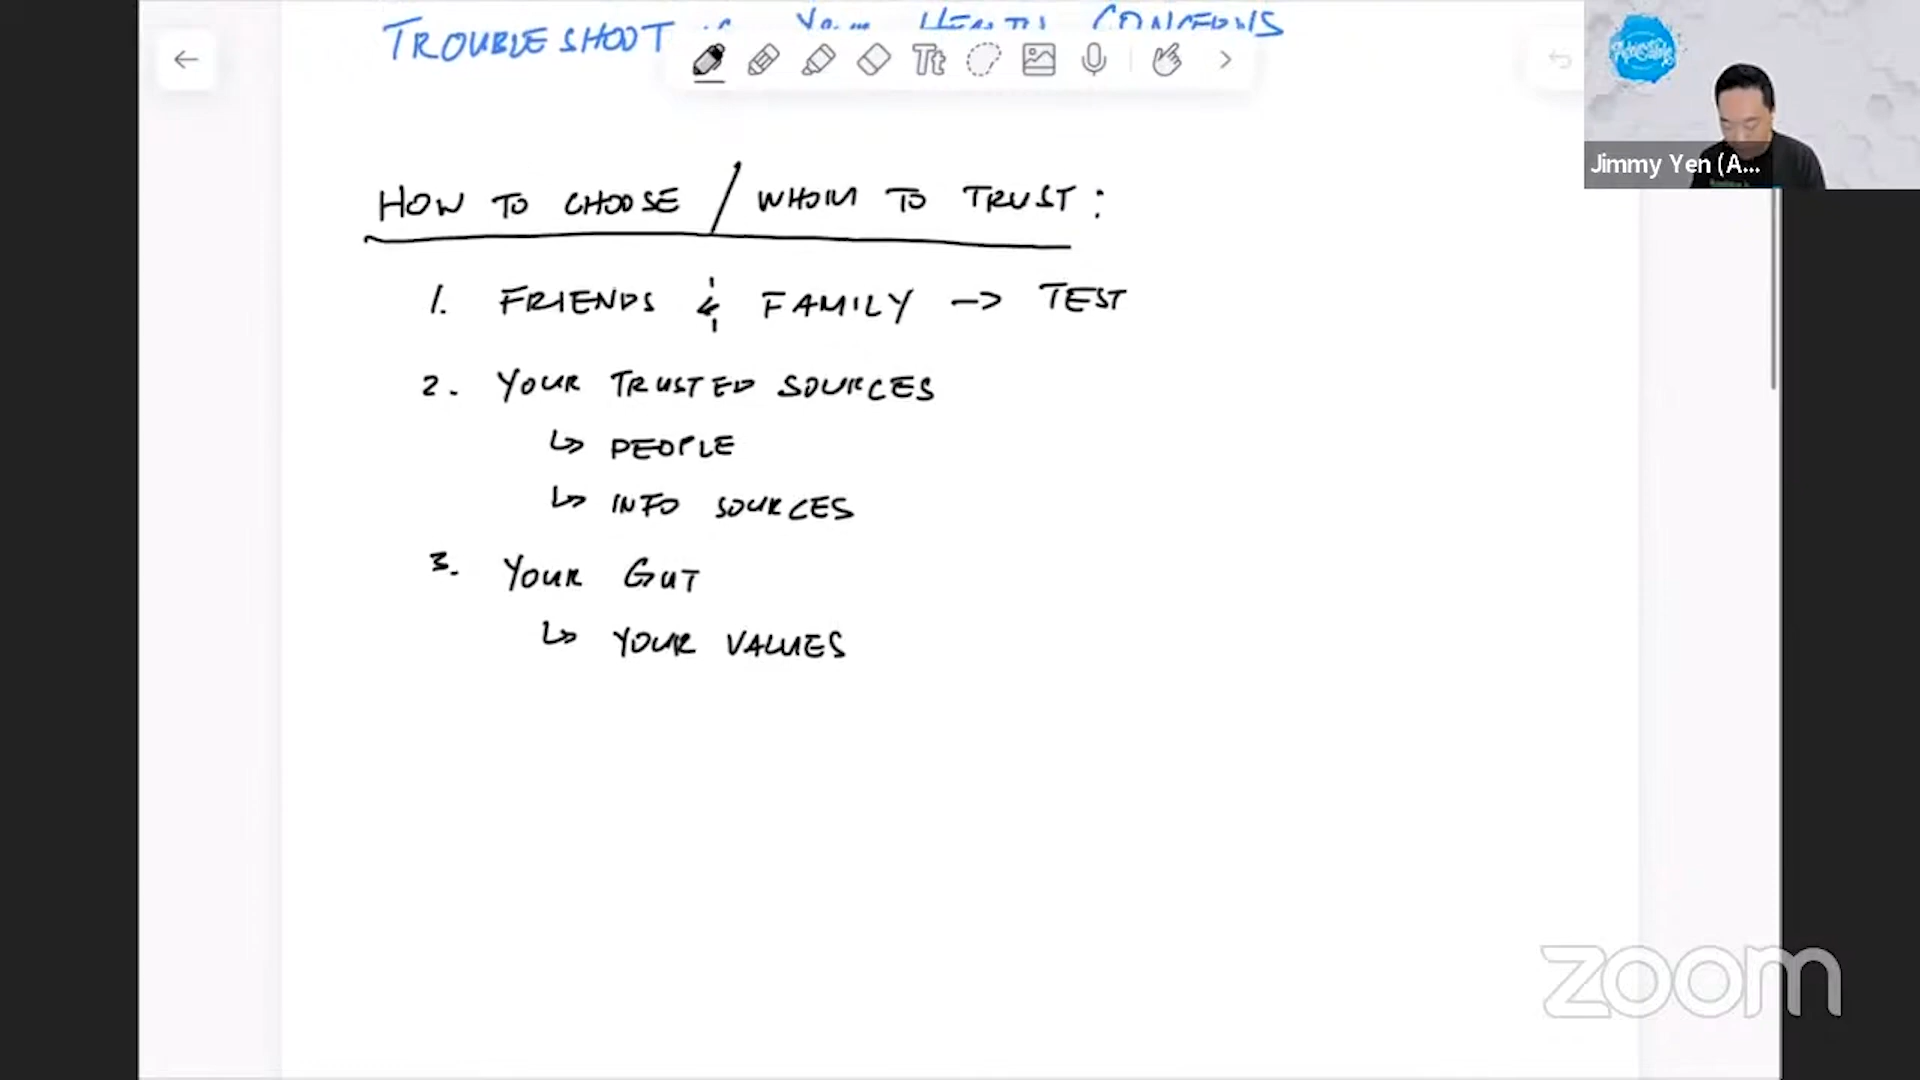 TROUBLESHOOT
HOW TO CHOOSE / WHOM TO TRUST:
1. FRIENDS & FAMILY -> TEST
2. YOUR TRUSTED SOURCES
↳ PEOPLE
↳ INFO SOURCES
3. YOUR GUT
↳ YOUR VALUES
Tt
Jimmy Yen (A...
zoom